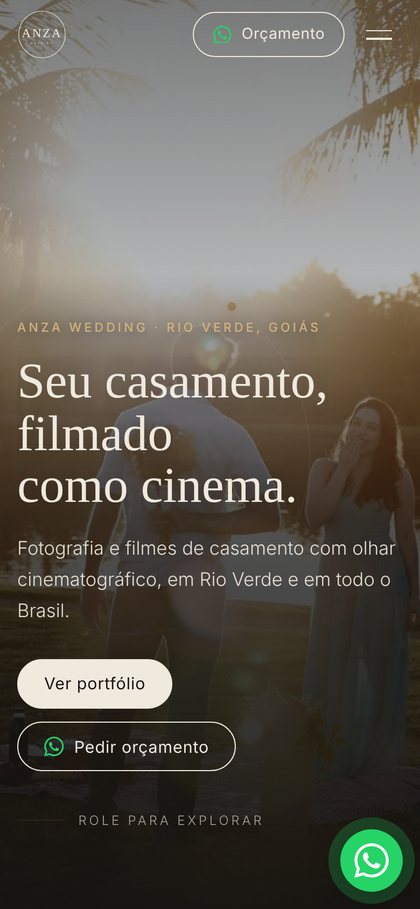 ANZA
Orçamento
ANZA WEDDING · RIO VERDE, GOIÁS
Seu casamento,
filmado
como cinema.
Fotografia e filmes de casamento com olhar
cinematográfico, em Rio Verde e em todo o
Brasil.
Ver portfólio
Pedir orçamento
ROLE PARA EXPLORAR